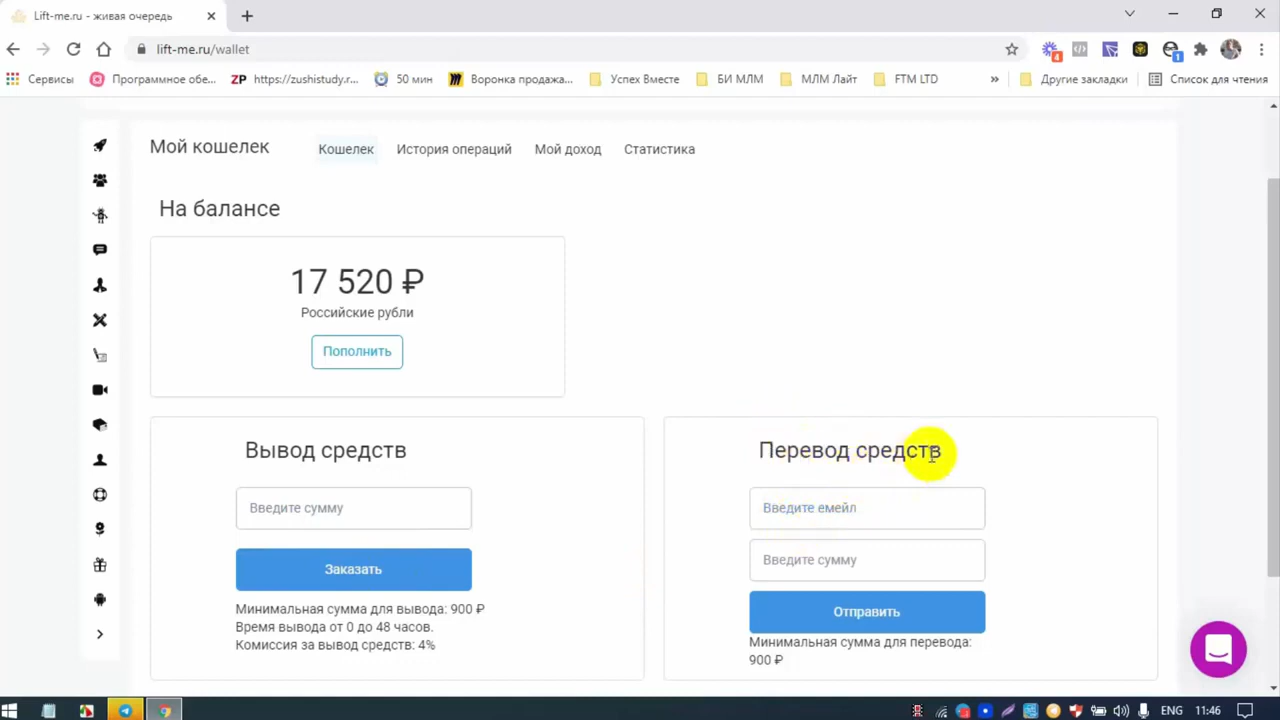 Lift-me.ru - живая очередь
lift-me.ru/wallet
4
1
Сервисы
Программное обе...
ZP https://zushistudy.r...
50 мин
Воронка продажа...
Успех Вместе
БИ МЛМ
МЛМ Лайт
FTM LTD
»
Другие закладки
Список для чтения
Мой кошелек
Кошелек
История операций
Мой доход
Статистика
На балансе
17 520 ₽
Российские рубли
Пополнить
Вывод средств
Введите сумму
Заказать
Минимальная сумма для вывода: 900 ₽
Время вывода от 0 до 48 часов.
Комиссия за вывод средств: 4%
Перевод средств
Введите емейл
Введите сумму
Отправить
Минимальная сумма для перевода:
900 ₽
ENG
11:46